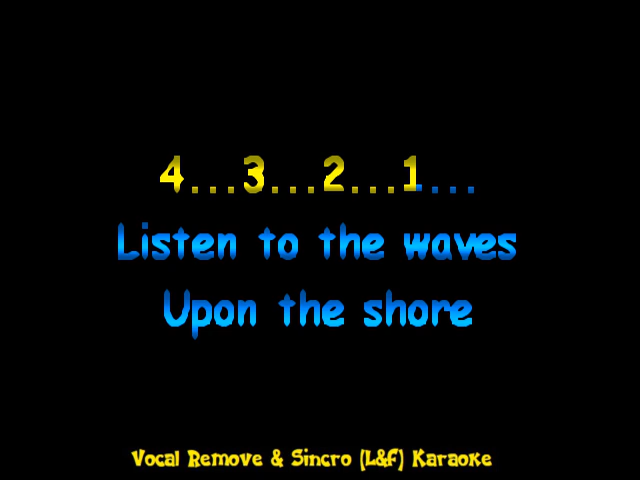 4...3...2...1...
Listen to the waves
Upon the shore
Vocal Remove & Sincro (L&F) Karaoke